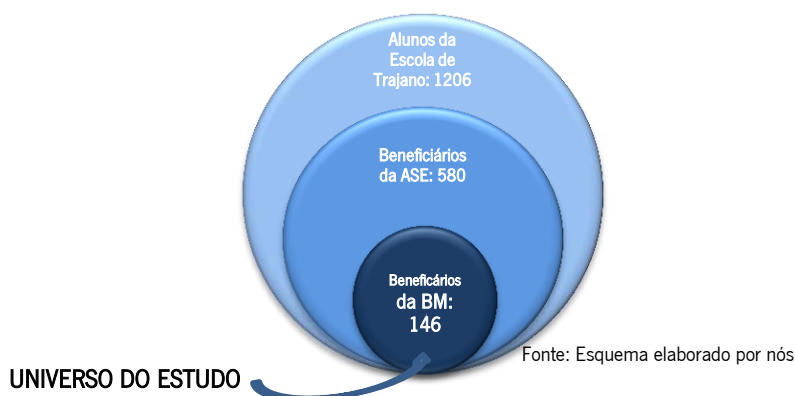 Alunos da
Escola de
Trajano: 1206
Beneficiários
da ASE: 580
Beneficários
da BM:
146
Fonte: Esquema elaborado por nós
UNIVERSO DO ESTUDO